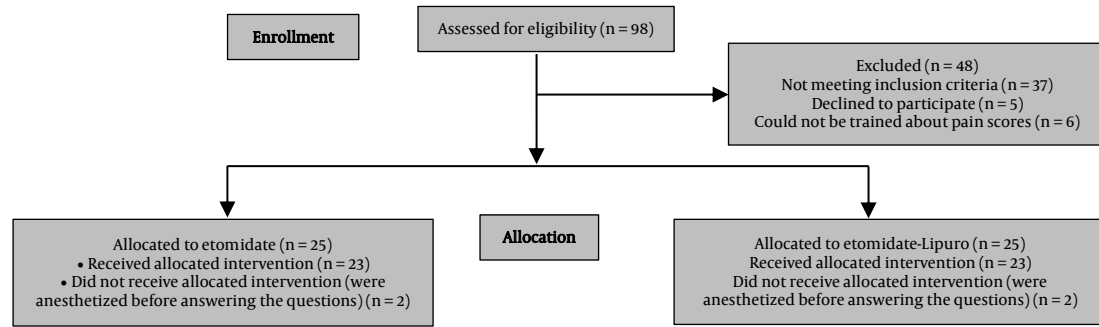 Enrollment
Assessed for eligibility (n = 98)
Excluded (n = 48)
Not meeting inclusion criteria (n = 37)
Declined to participate (n = 5)
Could not be trained about pain scores (n = 6)
Allocated to etomidate (n = 25)
• Received allocated intervention (n = 23)
• Did not receive allocated intervention (were
anesthetized before answering the questions) (n = 2)
Allocation
Allocated to etomidate-Lipuro (n = 25)
Received allocated intervention (n = 23)
Did not receive allocated intervention (were
anesthetized before answering the questions) (n = 2)